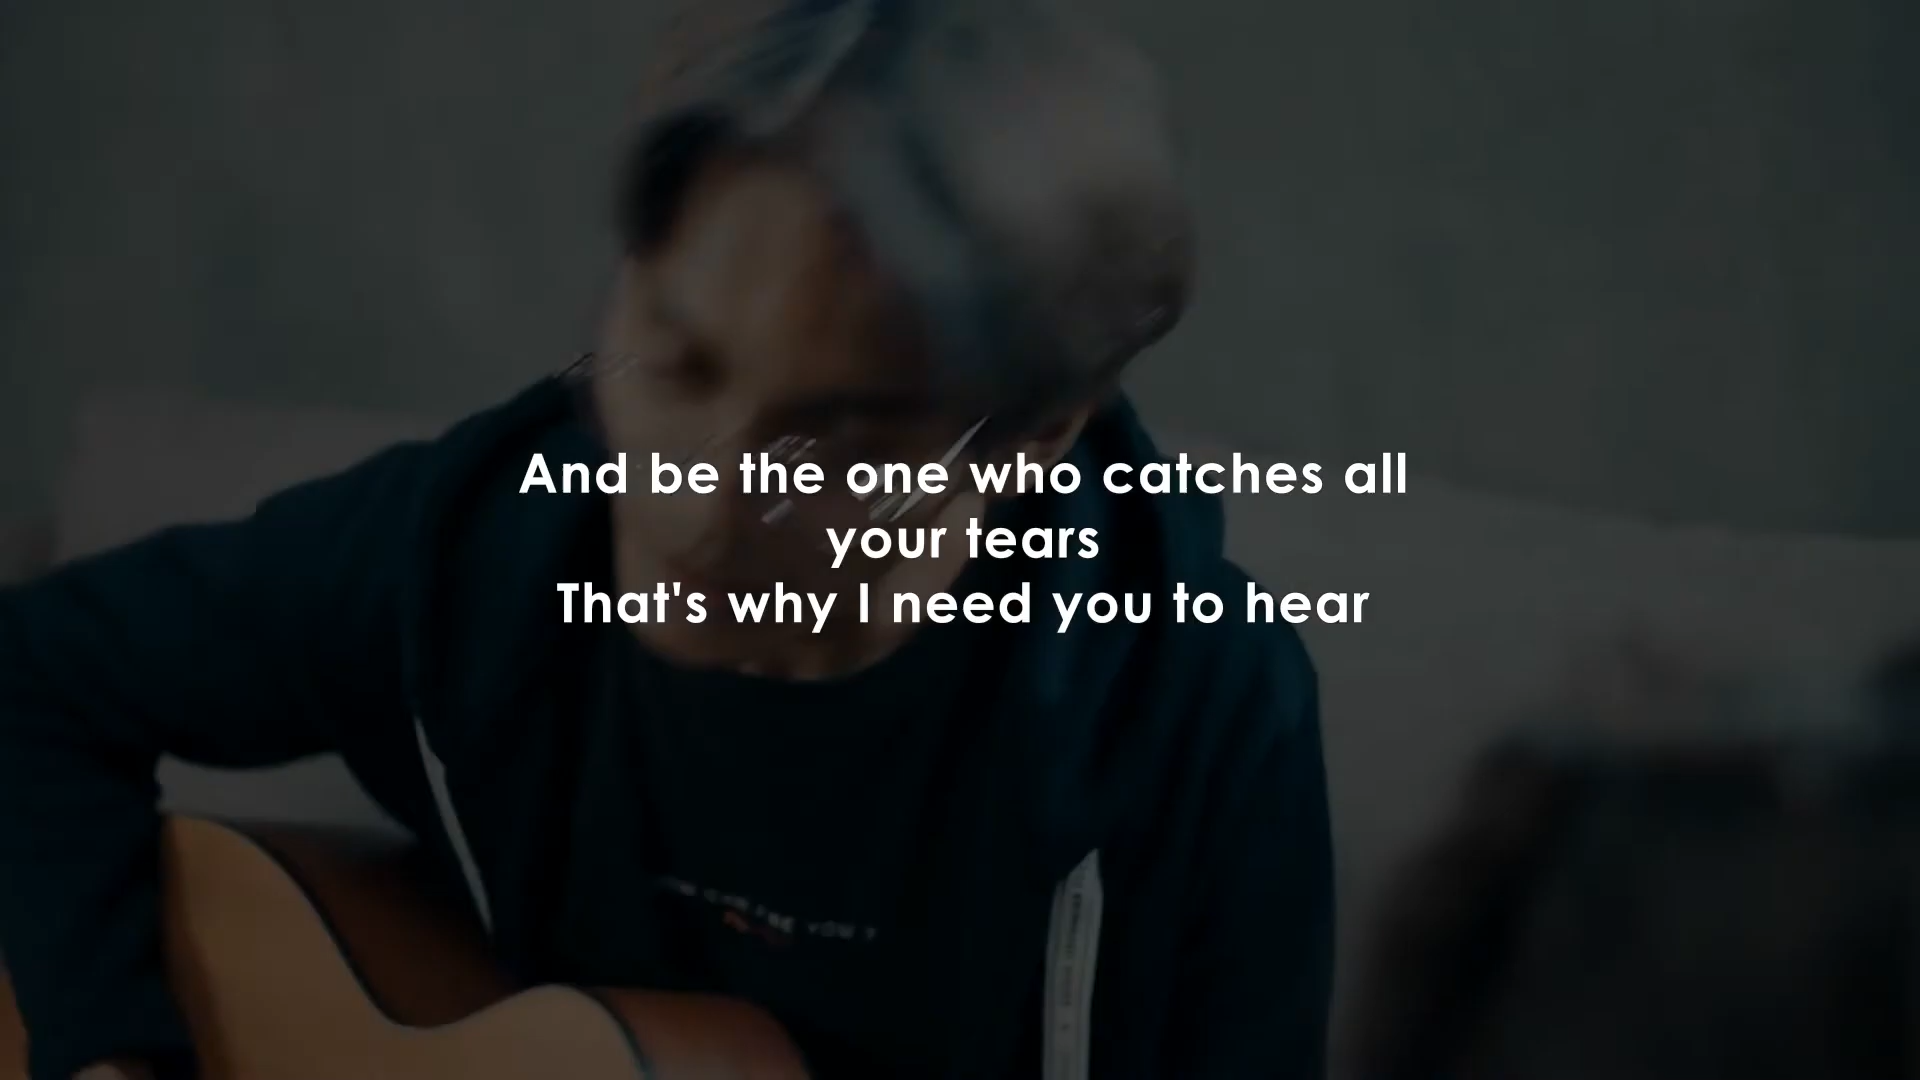 And be the one who catches all
your tears
That's why I need you to hear